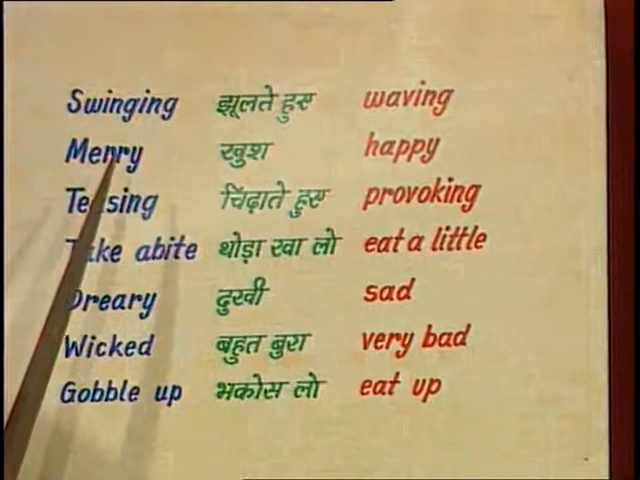 Swinging झूलते हुए waving
Merry खुश happy
Teasing चिढ़ाते हुए provoking
Take abite थोड़ा खा लो eat a little
Dreary दुखी sad
Wicked बहुत बुरा very bad
Gobble up भकोस लो eat up